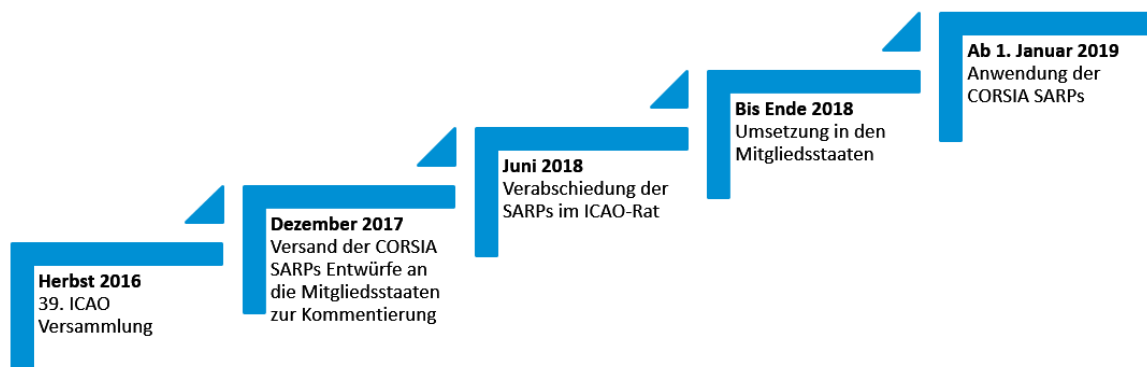 Herbst 2016
39. ICAO
Versammlung
Dezember 2017
Versand der CORSIA
SARPs Entwürfe an
die Mitgliedsstaaten
zur Kommentierung
Juni 2018
Verabschiedung der
SARPs im ICAO-Rat
Bis Ende 2018
Umsetzung in den
Mitgliedsstaaten
Ab 1. Januar 2019
Anwendung der
CORSIA SARPs